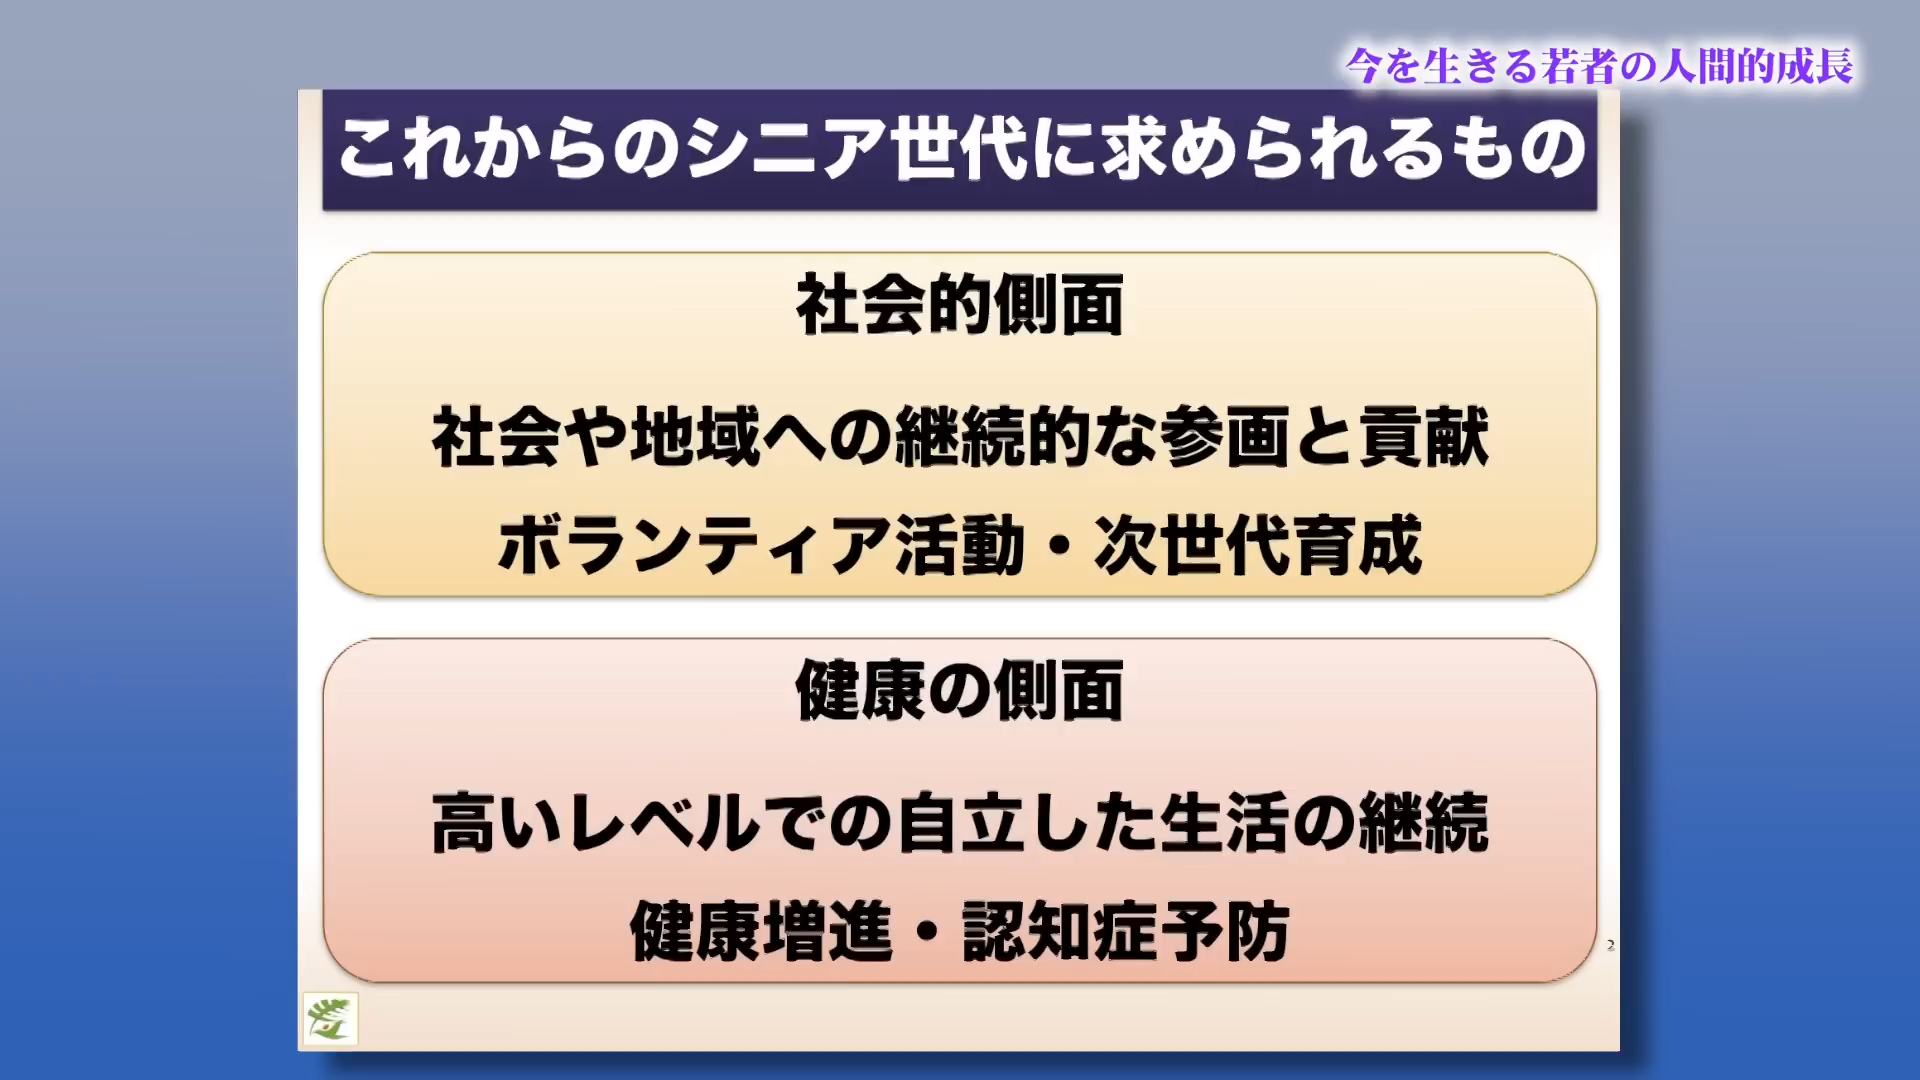 今を生きる若者の人間的成長
これからのシニア世代に求められるもの
社会的側面
社会や地域への継続的な参画と貢献
ボランティア活動・次世代育成
健康の側面
高いレベルでの自立した生活の継続
健康増進・認知症予防
2